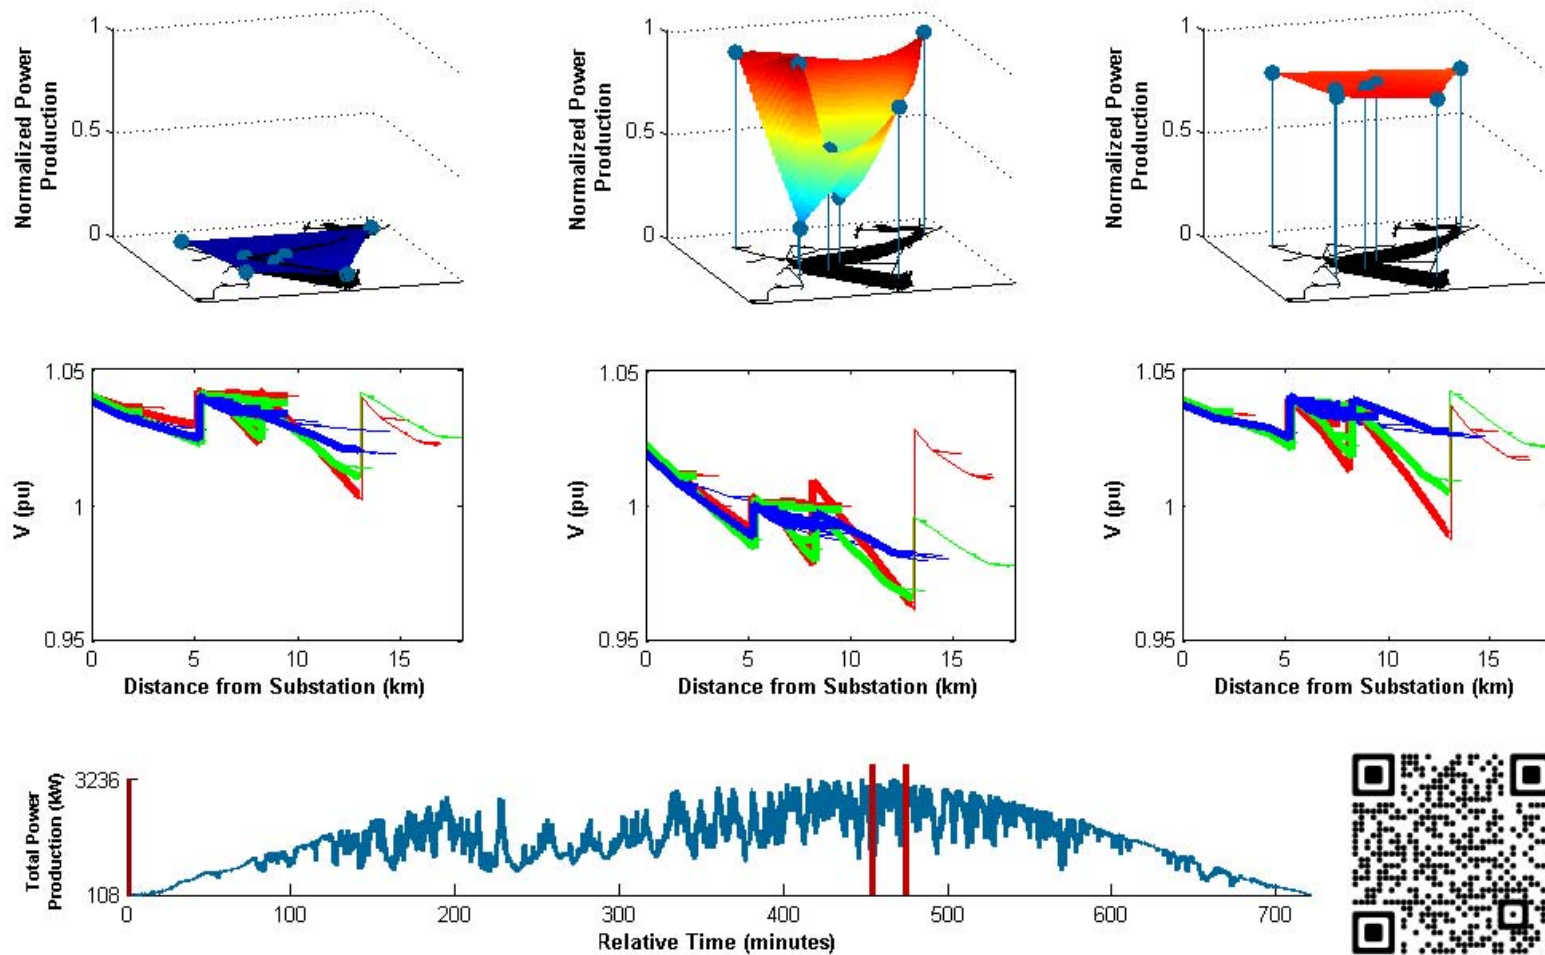 Normalized Power
Production
1
0.5
0
Normalized Power
Production
1
0.5
0
Normalized Power
Production
1
0.5
0
V (pu)
1.05
1
0.95
0 5 10 15
Distance from Substation (km)
V (pu)
1.05
1
0.95
0 5 10 15
Distance from Substation (km)
V (pu)
1.05
1
0.95
0 5 10 15
Distance from Substation (km)
Total Power
Production (kW)
3236
108
0 100 200 300 400 500 600 700
Relative Time (minutes)